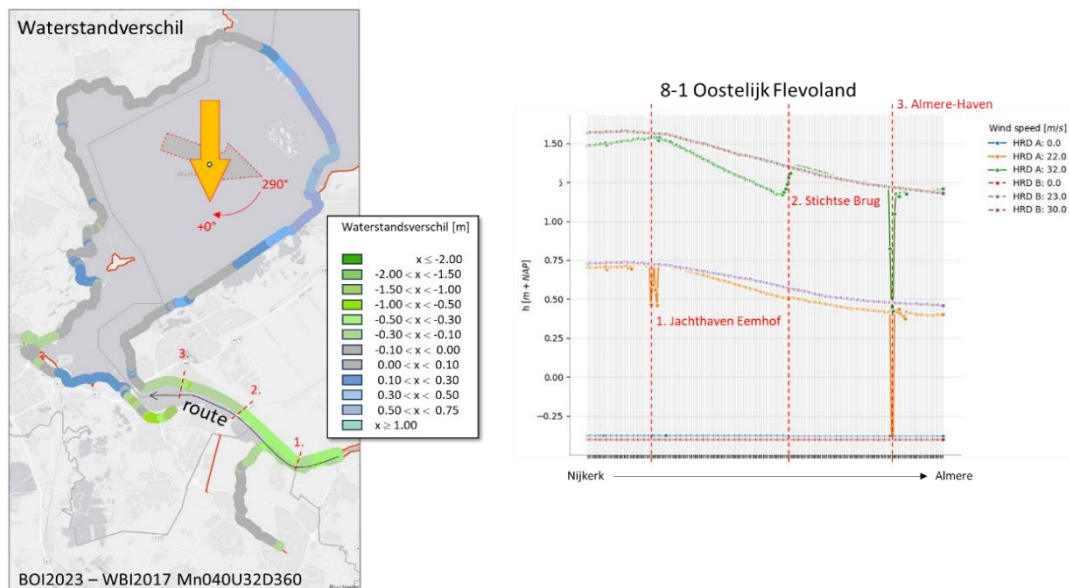 Waterstandverschil
290°
+0°
Waterstandsverschil [m]
x ≤ -2.00
-2.00 < x < -1.50
-1.50 < x < -1.00
-1.00 < x < -0.50
-0.50 < x < -0.30
-0.30 < x < -0.10
-0.10 < x < 0.00
0.00 < x < 0.10
0.10 < x < 0.30
0.30 < x < 0.50
0.50 < x < 0.75
x ≥ 1.00
3.
2.
1.
route
BOI2023 – WBI2017 Mn040U32D360
8-1 Oostelijk Flevoland
3. Almere-Haven
Wind speed [m/s]
HRD A: 0.0
HRD A: 22.0
HRD A: 32.0
HRD B: 0.0
HRD B: 23.0
HRD B: 30.0
2. Stichtse Brug
1. Jachthaven Eemhof
h [m + NAP]
1.50
5
1.00
0.75
0.50
0.25
0.00
−0.25
Nijkerk
Almere